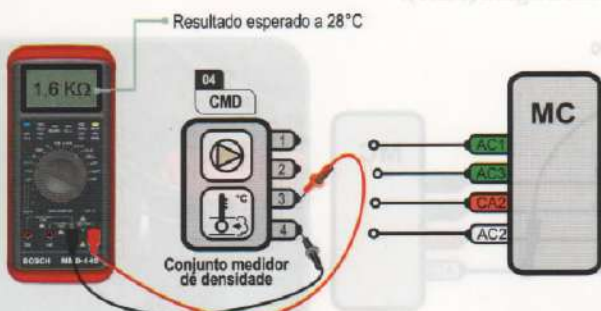 Resultado esperado a 28°C
1,6 KΩ
04
CMD
1
2
3
4
°C
Conjunto medidor
de densidade
MC
AC1
AC3
CA2
AC2
BOSCH